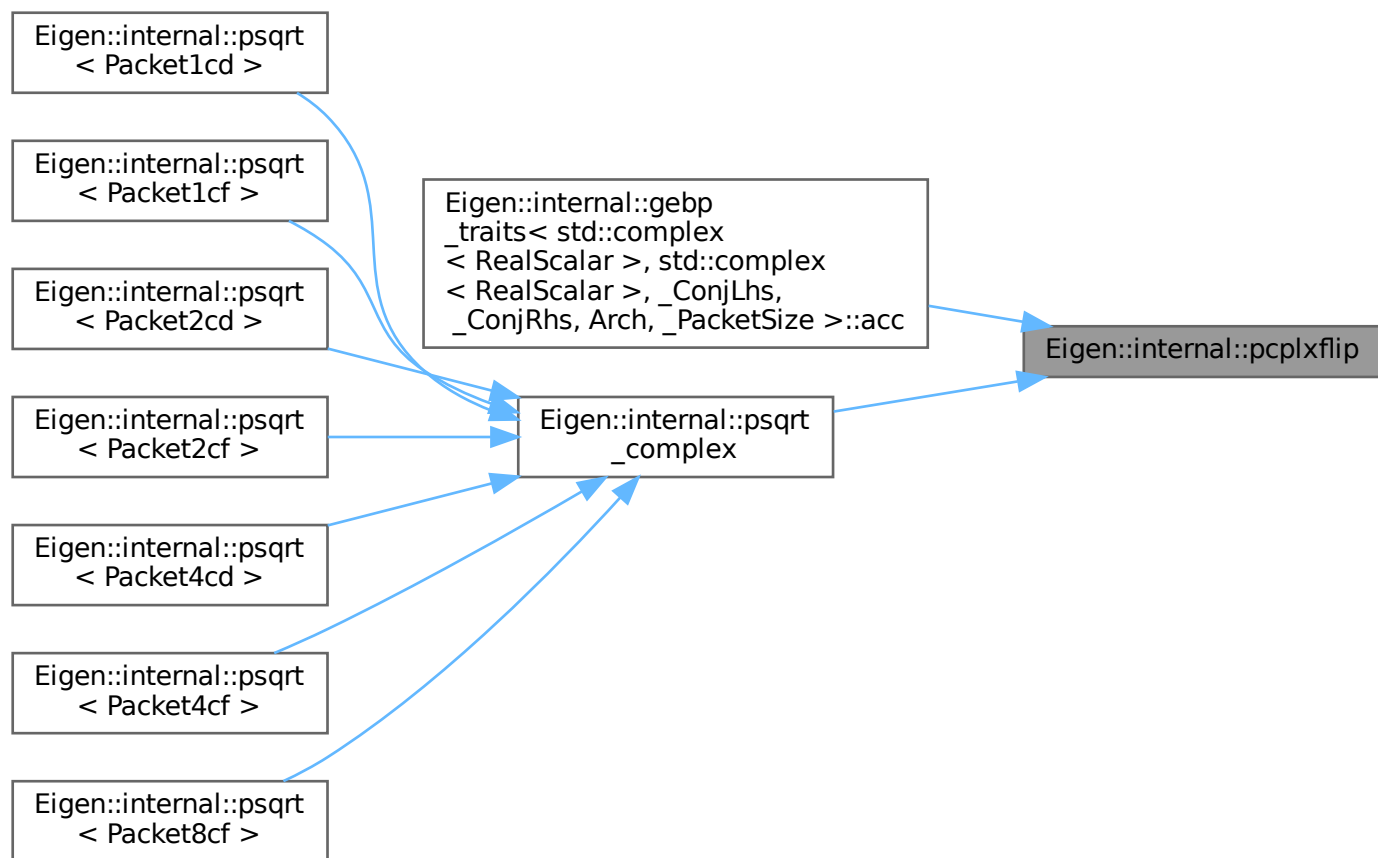 Eigen::internal::psqrt
< Packet1cd >
Eigen::internal::psqrt
< Packet1cf >
Eigen::internal::psqrt
< Packet2cd >
Eigen::internal::psqrt
< Packet2cf >
Eigen::internal::psqrt
< Packet4cd >
Eigen::internal::psqrt
< Packet4cf >
Eigen::internal::psqrt
< Packet8cf >
Eigen::internal::gebp
_traits< std::complex
< RealScalar >, std::complex
< RealScalar >, _ConjLhs,
_ConjRhs, Arch, _PacketSize >::acc
Eigen::internal::psqrt
_complex
Eigen::internal::pcplxflip